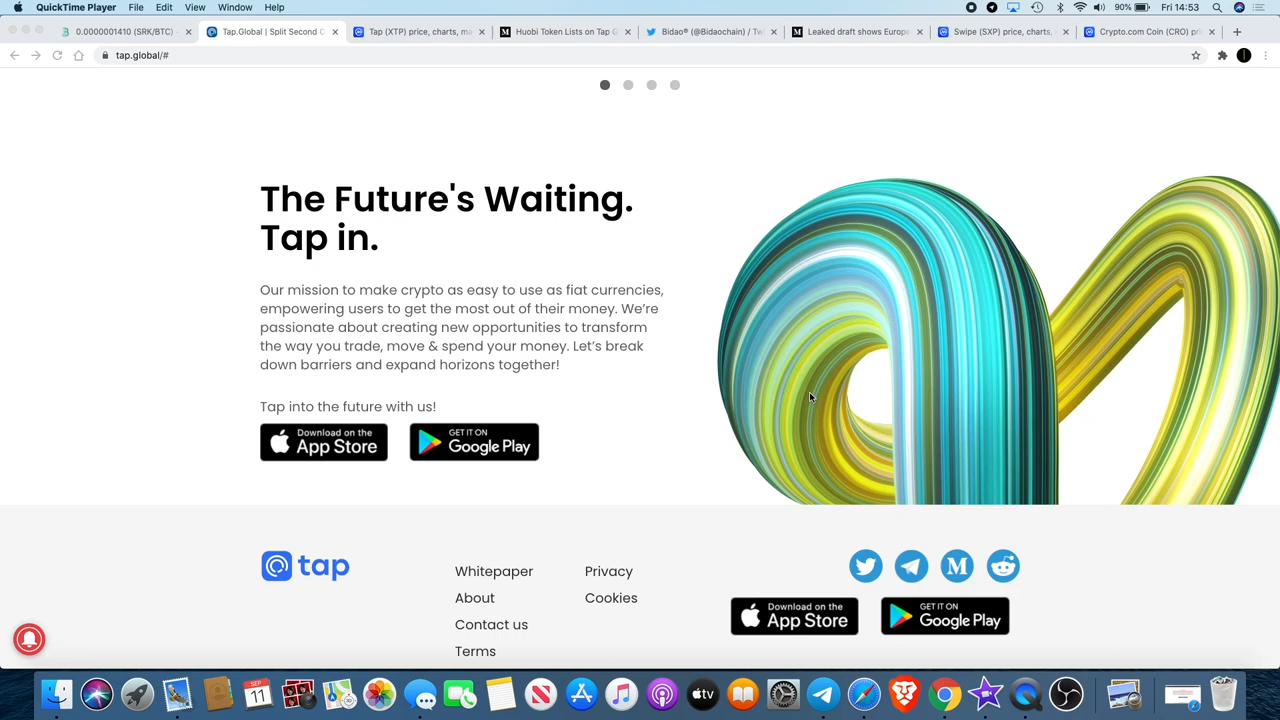 QuickTime Player File Edit View Window Help 90% Fri 14:53
0.0000001410 (SRK/BTC) - Tap.Global | Split Second C Tap (XTP) price, charts, ma Huobi Token Lists on Tap G Bidao® (@Bidaochain) / Tw Leaked draft shows Europe Swipe (SXP) price, charts, Crypto.com Coin (CRO) pri
tap.global/#
The Future's Waiting.
Tap in.
Our mission to make crypto as easy to use as fiat currencies,
empowering users to get the most out of their money. We're
passionate about creating new opportunities to transform
the way you trade, move & spend your money. Let's break
down barriers and expand horizons together!
Tap into the future with us!
Download on the
App Store
GET IT ON
Google Play
tap
Whitepaper
About
Contact us
Terms
Privacy
Cookies
Download on the
App Store
GET IT ON
Google Play
SEP
11
tv